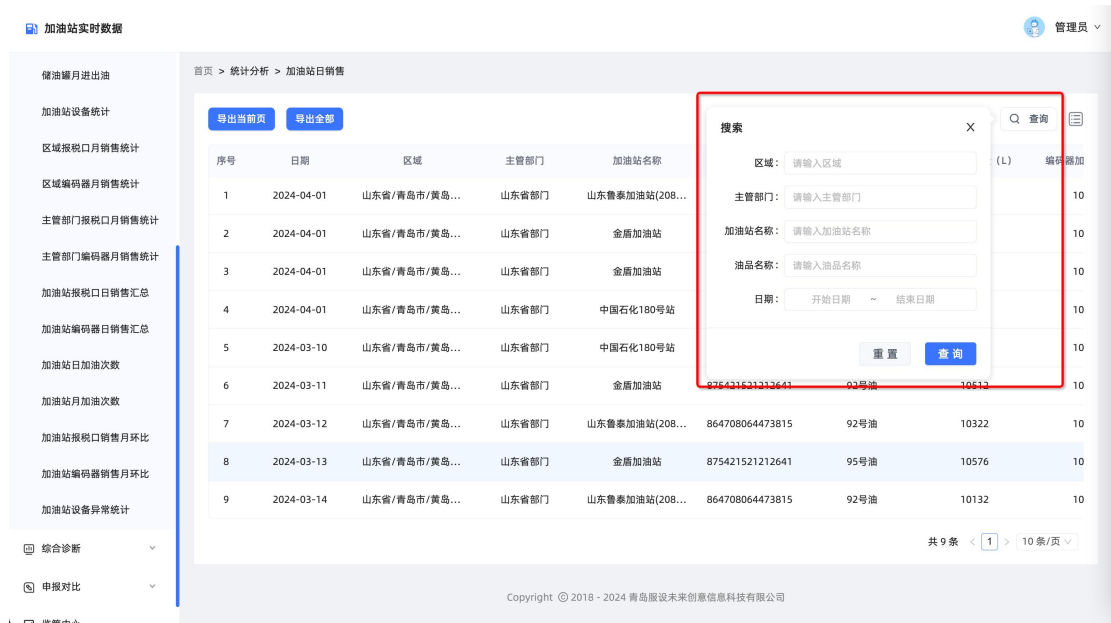 加油站实时数据
管理员
储油罐月进出油
加油站设备统计
区域报税口月销售统计
区域编码器月销售统计
主管部门报税口月销售统计
主管部门编码器月销售统计
加油站报税口日销售汇总
加油站编码器日销售汇总
加油站日加油次数
加油站月加油次数
加油站报税口销售月环比
加油站编码器销售月环比
加油站设备异常统计
综合诊断
申报对比
首页 > 统计分析 > 加油站日销售
导出当前页 导出全部
查询
序号 日期 区域 主管部门 加油站名称 (L) 编码器加
1 2024-04-01 山东省/青岛市/黄岛... 山东省部门 山东鲁泰加油站(208... 10
2 2024-04-01 山东省/青岛市/黄岛... 山东省部门 金盾加油站 10
3 2024-04-01 山东省/青岛市/黄岛... 山东省部门 金盾加油站 10
4 2024-04-01 山东省/青岛市/黄岛... 山东省部门 中国石化180号站 10
5 2024-03-10 山东省/青岛市/黄岛... 山东省部门 中国石化180号站 10
6 2024-03-11 山东省/青岛市/黄岛... 山东省部门 金盾加油站 875421521212641 92号油 10512 10
7 2024-03-12 山东省/青岛市/黄岛... 山东省部门 山东鲁泰加油站(208... 864708064473815 92号油 10322 10
8 2024-03-13 山东省/青岛市/黄岛... 山东省部门 金盾加油站 875421521212641 95号油 10576 10
9 2024-03-14 山东省/青岛市/黄岛... 山东省部门 山东鲁泰加油站(208... 864708064473815 92号油 10132 10
搜索 X
区域: 请输入区域
主管部门: 请输入主管部门
加油站名称: 请输入加油站名称
油品名称: 请输入油品名称
日期: 开始日期 ~ 结束日期
重置 查询
共9条 < 1 > 10条/页
Copyright © 2018 - 2024 青岛服设未来创意信息科技有限公司